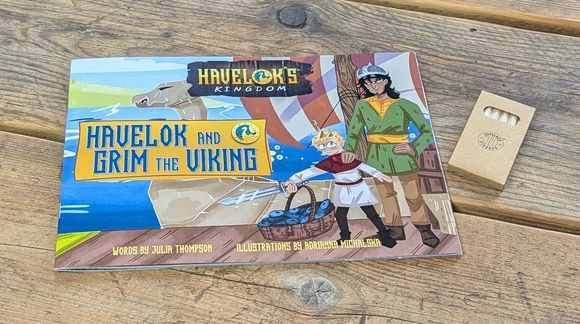 HAVELOK'S
KINGDOM
HAVELOK AND
GRIM THE VIKING
WORDS BY JULIA THOMPSON
ILLUSTRATIONS BY ADRIANNA MICHALSKA